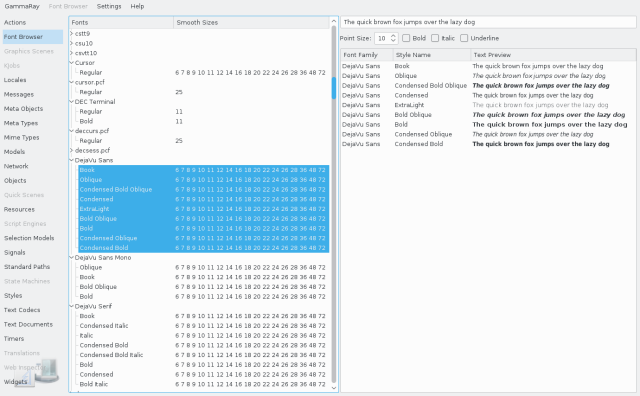 GammaRay Font Browser Settings Help
Actions
Font Browser
Graphics Scenes
Kjobs
Locales
Messages
Meta Objects
Meta Types
Mime Types
Models
Network
Objects
Quick Scenes
Resources
Script Engines
Selection Models
Signals
Standard Paths
State Machines
Styles
Text Codecs
Text Documents
Timers
Translations
Web Inspector
Widgets
Fonts Smooth Sizes
cstt9
csu10
csvtt10
Cursor
Regular 6 7 8 9 10 11 12 14 16 18 20 22 24 26 28 36 48 72
cursor.pcf
Regular 25
DEC Terminal
Regular 11
Bold 11
deccurs.pcf
Regular 25
decsess.pcf
DejaVu Sans
Book 6 7 8 9 10 11 12 14 16 18 20 22 24 26 28 36 48 72
Oblique 6 7 8 9 10 11 12 14 16 18 20 22 24 26 28 36 48 72
Condensed Bold Oblique 6 7 8 9 10 11 12 14 16 18 20 22 24 26 28 36 48 72
Condensed 6 7 8 9 10 11 12 14 16 18 20 22 24 26 28 36 48 72
ExtraLight 6 7 8 9 10 11 12 14 16 18 20 22 24 26 28 36 48 72
Bold Oblique 6 7 8 9 10 11 12 14 16 18 20 22 24 26 28 36 48 72
Bold 6 7 8 9 10 11 12 14 16 18 20 22 24 26 28 36 48 72
Condensed Oblique 6 7 8 9 10 11 12 14 16 18 20 22 24 26 28 36 48 72
Condensed Bold 6 7 8 9 10 11 12 14 16 18 20 22 24 26 28 36 48 72
DejaVu Sans Mono
Oblique 6 7 8 9 10 11 12 14 16 18 20 22 24 26 28 36 48 72
Book 6 7 8 9 10 11 12 14 16 18 20 22 24 26 28 36 48 72
Bold Oblique 6 7 8 9 10 11 12 14 16 18 20 22 24 26 28 36 48 72
Bold 6 7 8 9 10 11 12 14 16 18 20 22 24 26 28 36 48 72
DejaVu Serif
Book 6 7 8 9 10 11 12 14 16 18 20 22 24 26 28 36 48 72
Condensed Italic 6 7 8 9 10 11 12 14 16 18 20 22 24 26 28 36 48 72
Italic 6 7 8 9 10 11 12 14 16 18 20 22 24 26 28 36 48 72
Condensed Bold 6 7 8 9 10 11 12 14 16 18 20 22 24 26 28 36 48 72
Condensed Bold Italic 6 7 8 9 10 11 12 14 16 18 20 22 24 26 28 36 48 72
Bold 6 7 8 9 10 11 12 14 16 18 20 22 24 26 28 36 48 72
Condensed 6 7 8 9 10 11 12 14 16 18 20 22 24 26 28 36 48 72
Bold Italic 6 7 8 9 10 11 12 14 16 18 20 22 24 26 28 36 48 72
The quick brown fox jumps over the lazy dog
Point Size: 10 Bold Italic Underline
Font Family Style Name Text Preview
DejaVu Sans Book The quick brown fox jumps over the lazy dog
DejaVu Sans Oblique The quick brown fox jumps over the lazy dog
DejaVu Sans Condensed Bold Oblique The quick brown fox jumps over the lazy dog
DejaVu Sans Condensed The quick brown fox jumps over the lazy dog
DejaVu Sans ExtraLight The quick brown fox jumps over the lazy dog
DejaVu Sans Bold Oblique The quick brown fox jumps over the lazy dog
DejaVu Sans Bold The quick brown fox jumps over the lazy dog
DejaVu Sans Condensed Oblique The quick brown fox jumps over the lazy dog
DejaVu Sans Condensed Bold The quick brown fox jumps over the lazy dog